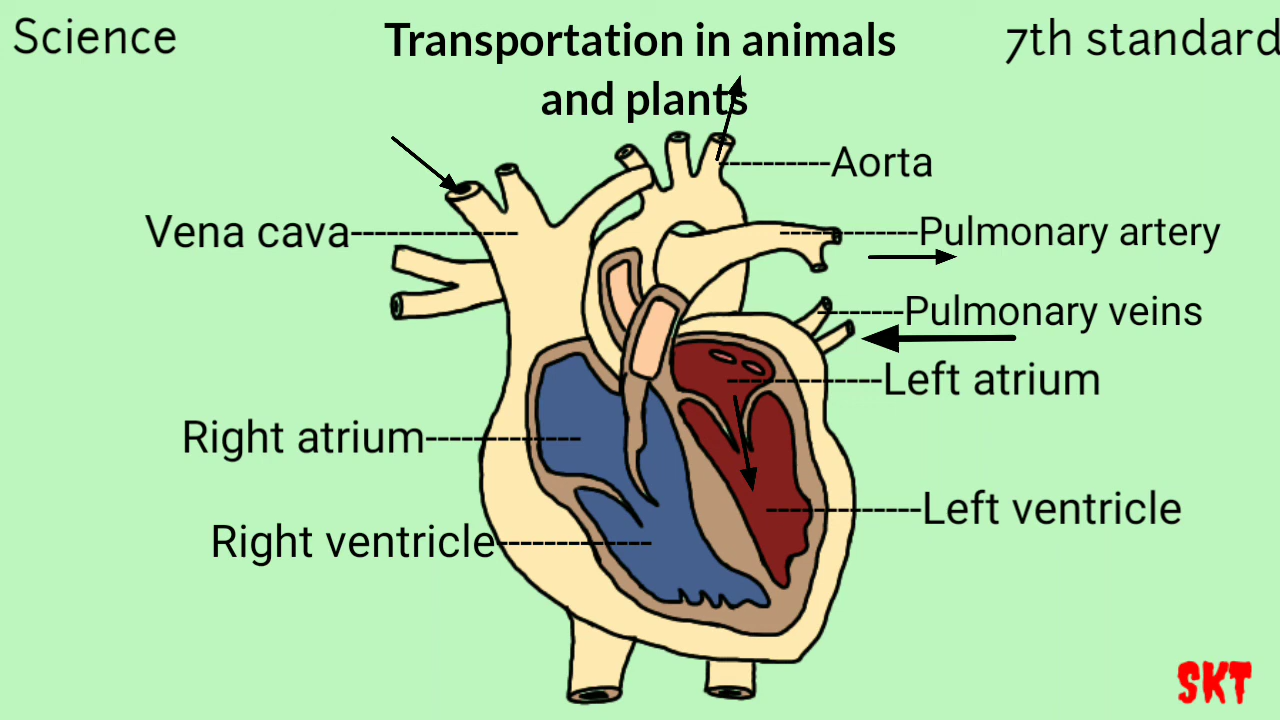 Science
Transportation in animals
and plants
7th standard
Aorta
Vena cava
Pulmonary artery
Pulmonary veins
Left atrium
Right atrium
Left ventricle
Right ventricle
SKT